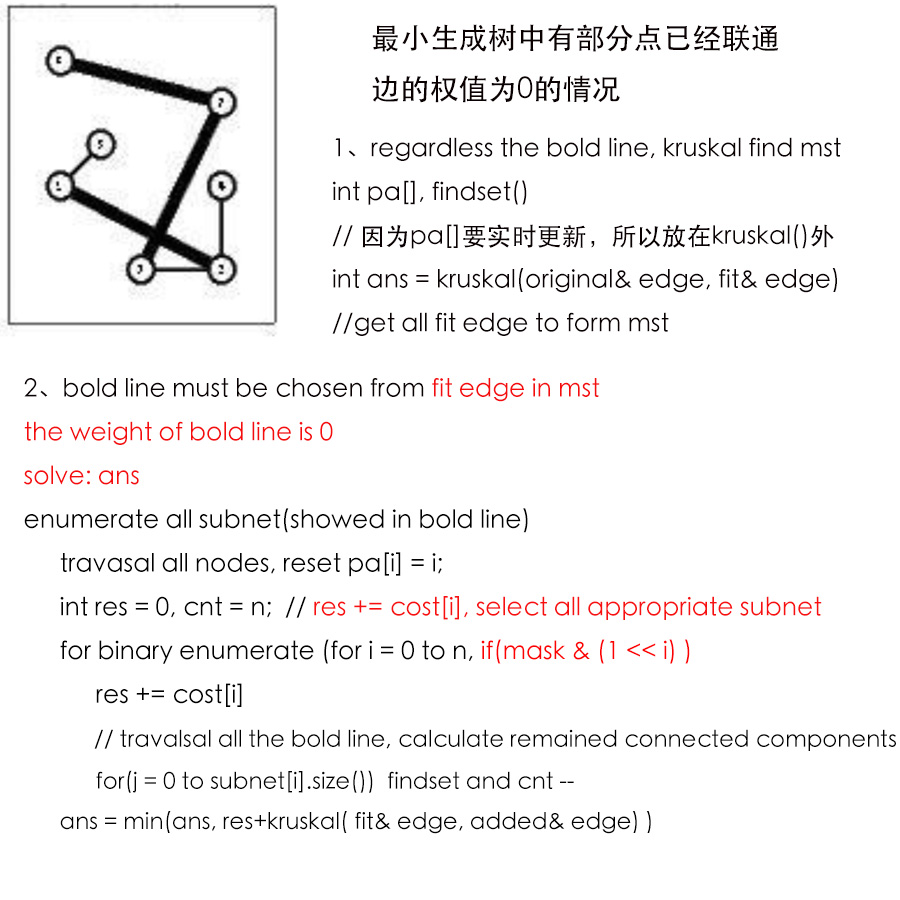 最小生成树中有部分点已经联通
边的权值为0的情况
1、regardless the bold line, kruskal find mst
int pa[], findset()
// 因为pa[]要实时更新，所以放在kruskal()外
int ans = kruskal(original& edge, fit& edge)
//get all fit edge to form mst
6
7
5
1
4
3
2
2、bold line must be chosen from fit edge in mst
the weight of bold line is 0
solve: ans
enumerate all subnet(showed in bold line)
travasal all nodes, reset pa[i] = i;
int res = 0, cnt = n; // res += cost[i], select all appropriate subnet
for binary enumerate (for i = 0 to n, if(mask & (1 << i) )
res += cost[i]
// travalsal all the bold line, calculate remained connected components
for(j = 0 to subnet[i].size()) findset and cnt --
ans = min(ans, res+kruskal( fit& edge, added& edge) )